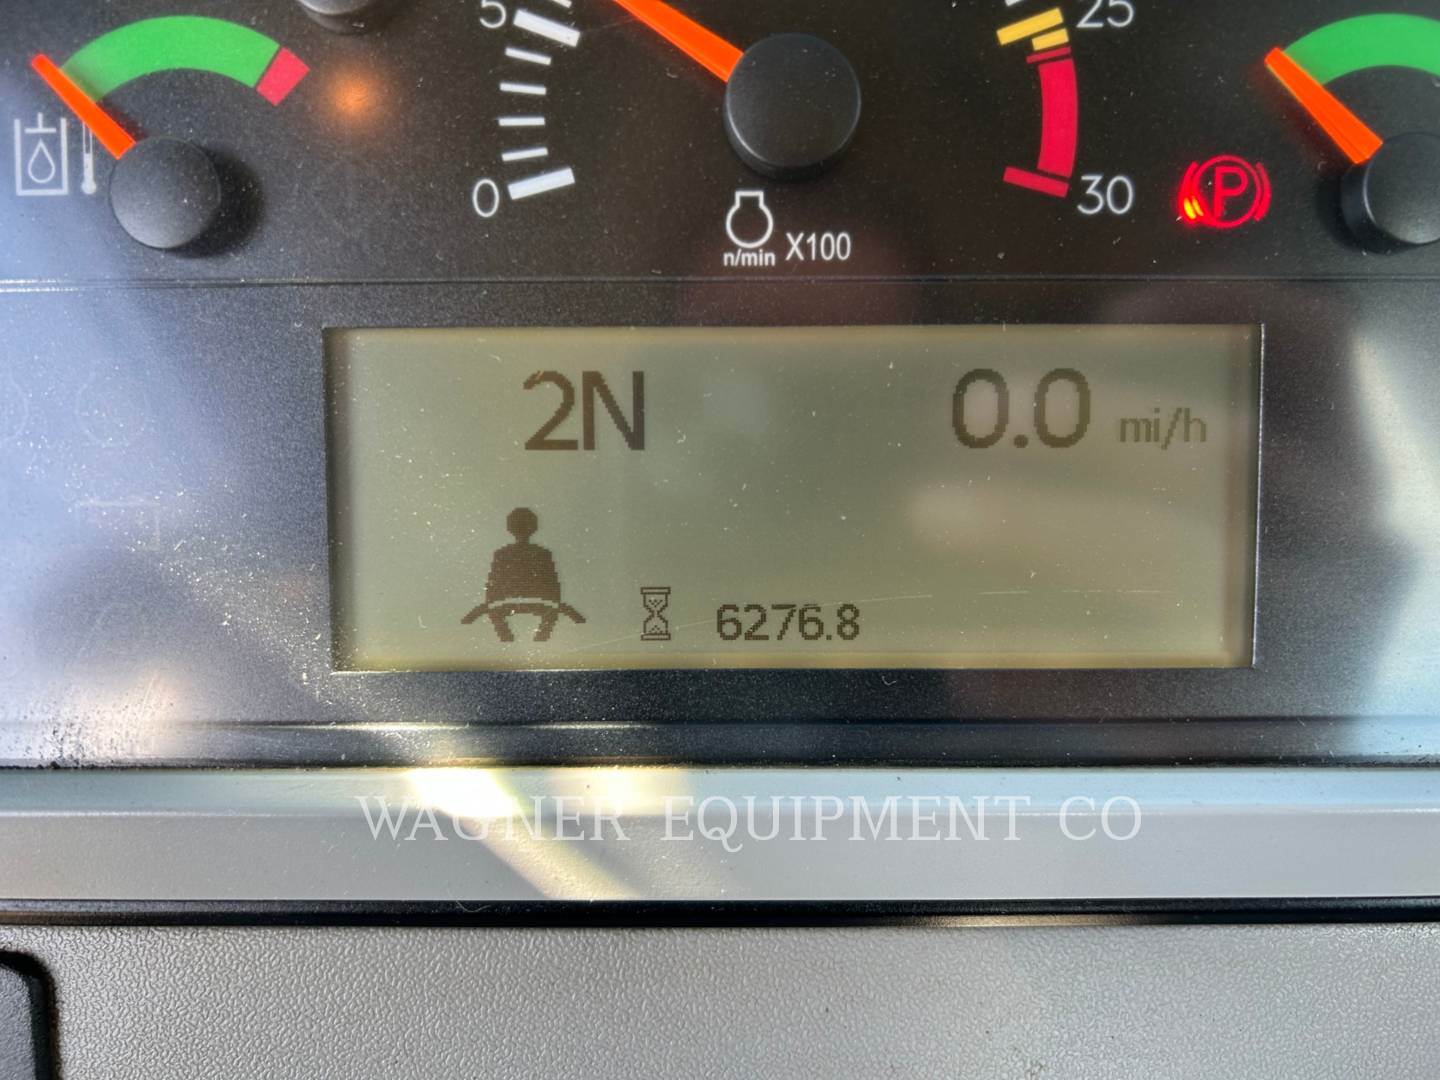 5
25
0
30
P
n/min X100
2N 0.0 mi/h
6276.8
WAGNER EQUIPMENT CO